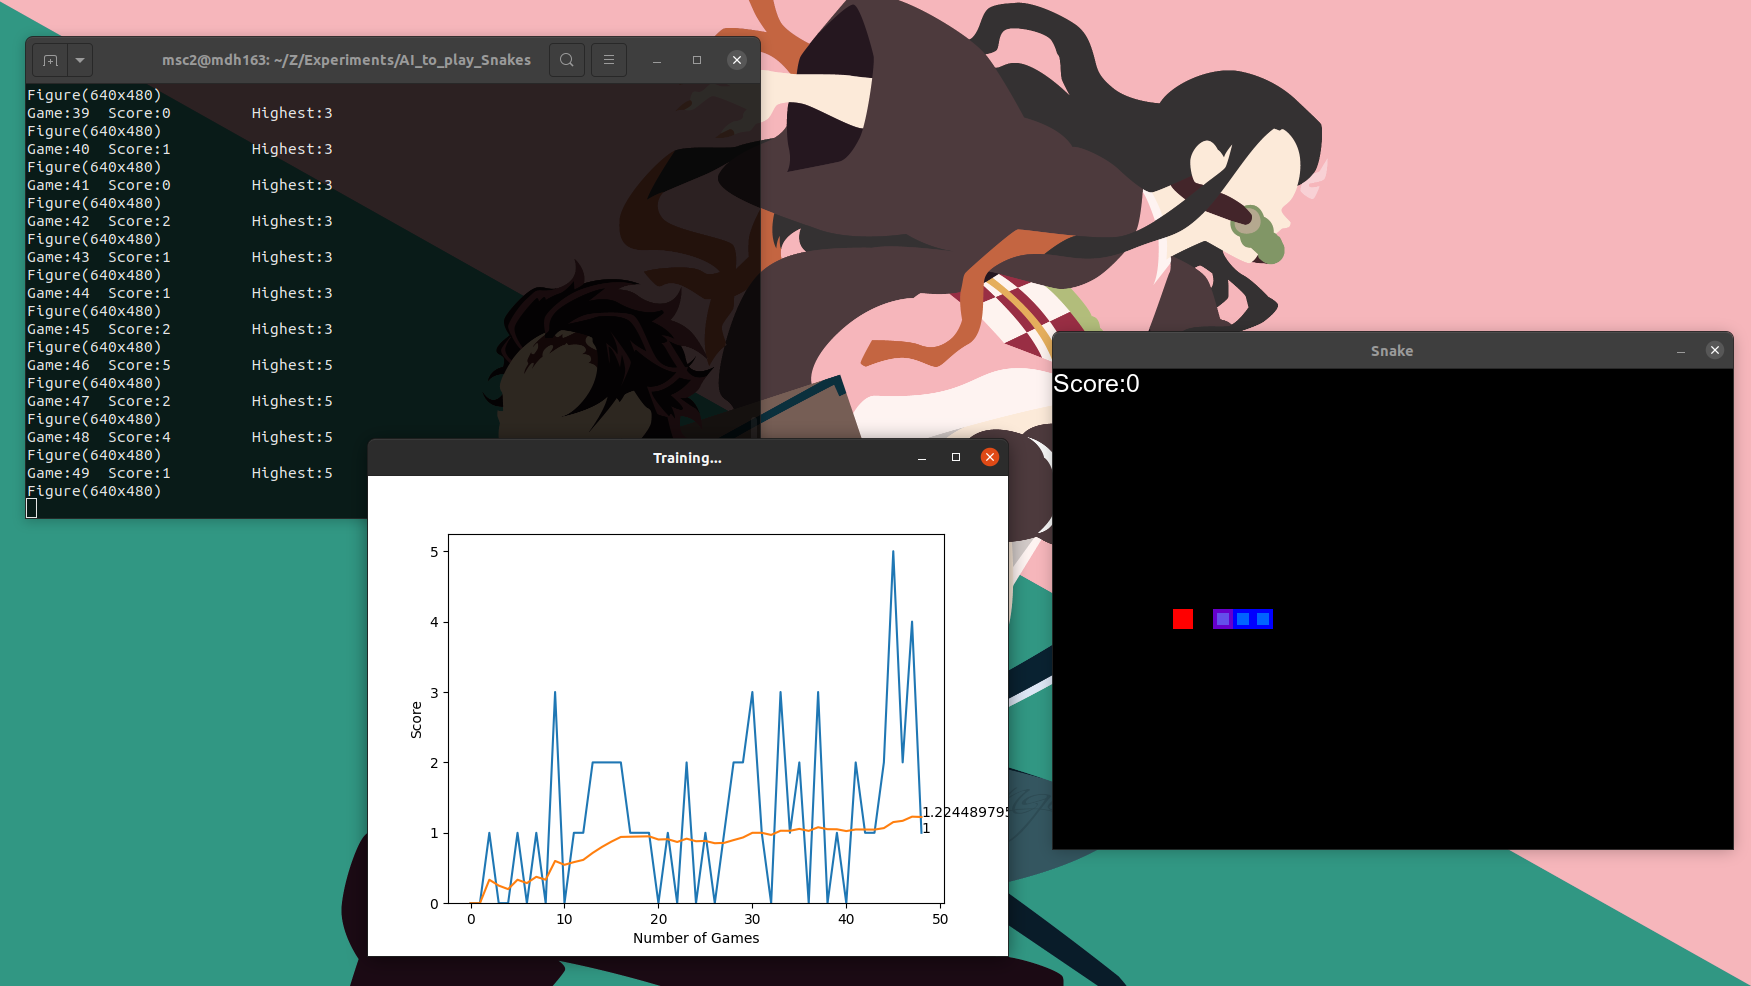 msc2@mdh163: ~/Z/Experiments/AI_to_play_Snakes
Figure(640x480)
Game:39 Score:0 Highest:3
Figure(640x480)
Game:40 Score:1 Highest:3
Figure(640x480)
Game:41 Score:0 Highest:3
Figure(640x480)
Game:42 Score:2 Highest:3
Figure(640x480)
Game:43 Score:1 Highest:3
Figure(640x480)
Game:44 Score:1 Highest:3
Figure(640x480)
Game:45 Score:2 Highest:3
Figure(640x480)
Game:46 Score:5 Highest:5
Figure(640x480)
Game:47 Score:2 Highest:5
Figure(640x480)
Game:48 Score:4 Highest:5
Figure(640x480)
Game:49 Score:1 Highest:5
Figure(640x480)
Training...
5
4
3
2
1
0
Score
1.224489795
1
0 10 20 30 40 50
Number of Games
Snake
Score:0